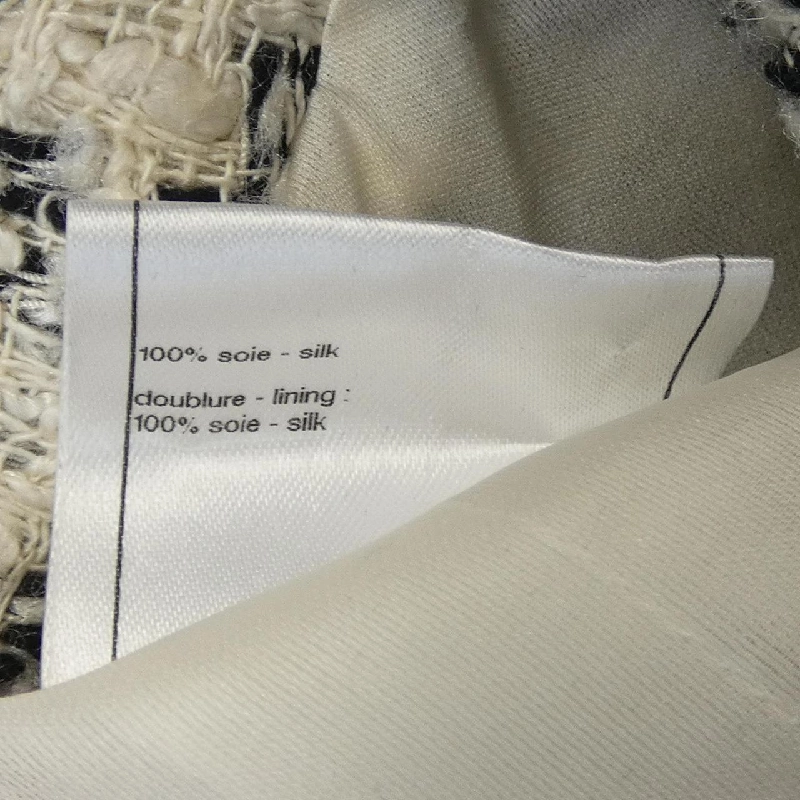 100% soie - silk
doublure - lining :
100% soie - silk